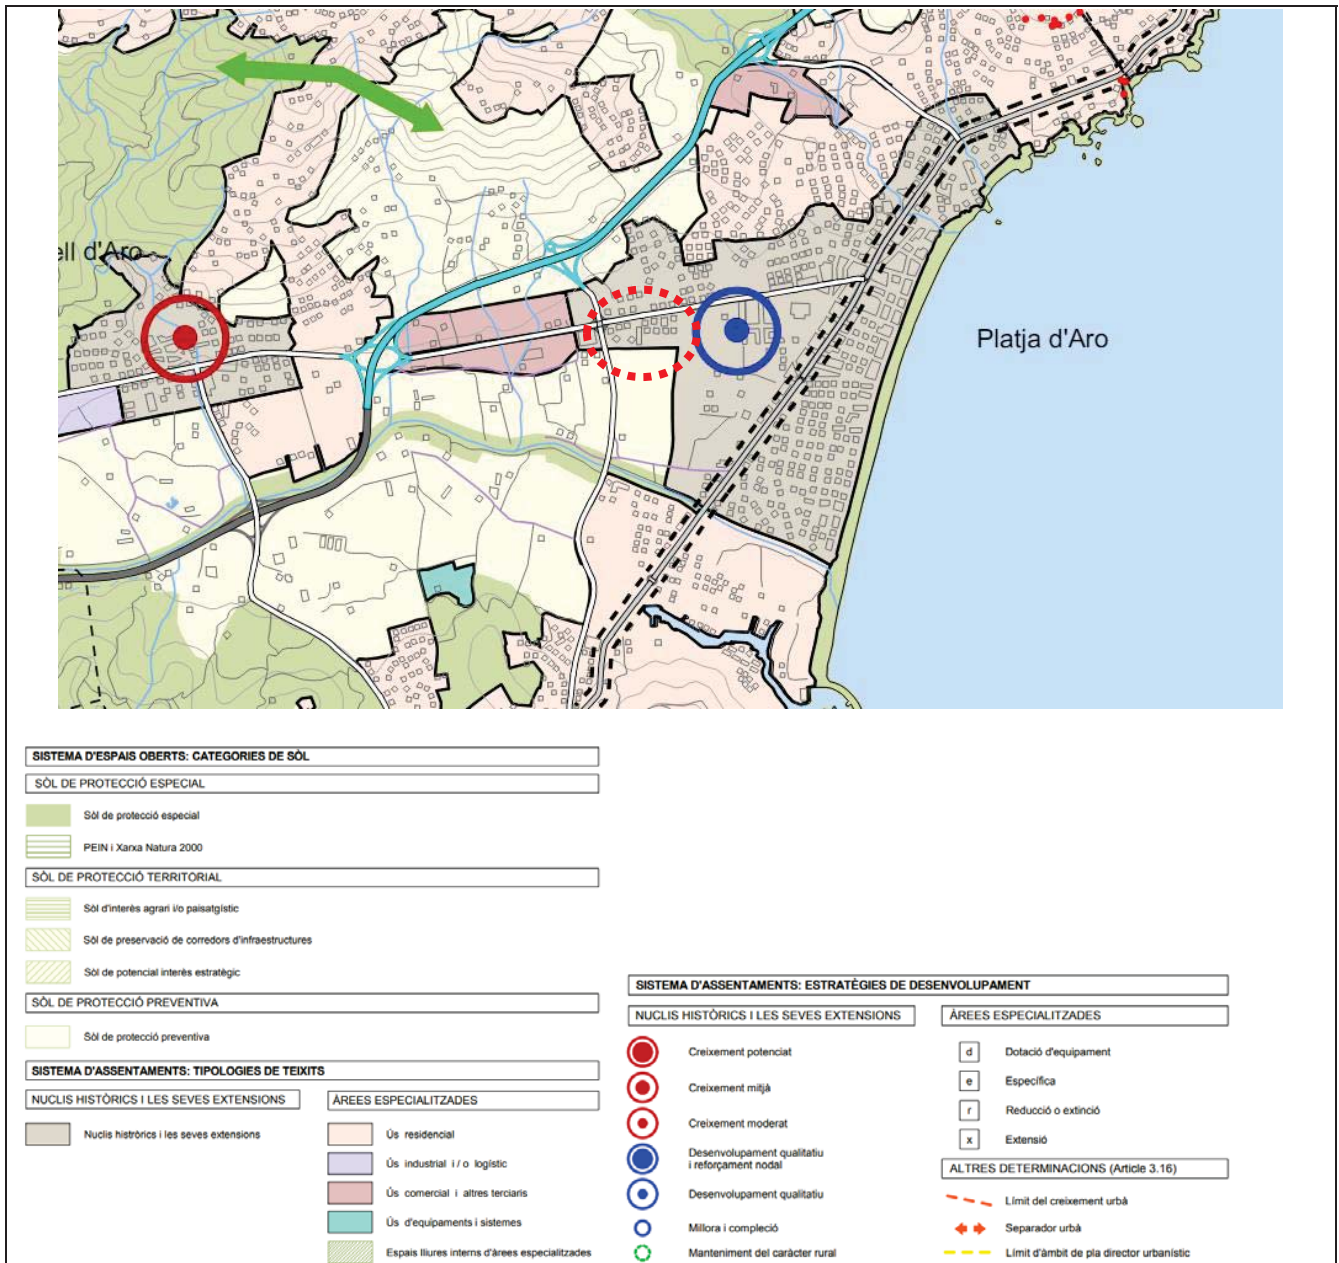 ell d'Aro
Platja d'Aro
SISTEMA D'ESPAIS OBERTS: CATEGORIES DE SÒL
SÒL DE PROTECCIÓ ESPECIAL
Sòl de protecció especial
PEIN i Xarxa Natura 2000
SÒL DE PROTECCIÓ TERRITORIAL
Sòl d'interès agrari i/o paisatgístic
Sòl de preservació de corredors d'infraestructures
Sòl de potencial interès estratègic
SÒL DE PROTECCIÓ PREVENTIVA
Sòl de protecció preventiva
SISTEMA D'ASSENTAMENTS: TIPOLOGIES DE TEIXITS
NUCLIS HISTÒRICS I LES SEVES EXTENSIONS
Nuclis histròrics i les seves extensions
ÀREES ESPECIALITZADES
Ús residencial
Ús industrial i / o logístic
Ús comercial i altres terciaris
Ús d'equipaments i sistemes
Espais lliures interns d'àrees especialitzades
SISTEMA D'ASSENTAMENTS: ESTRATÈGIES DE DESENVOLUPAMENT
NUCLIS HISTÒRICS I LES SEVES EXTENSIONS
Creixement potenciat
Creixement mitjà
Creixement moderat
Desenvolupament qualitatiu
i reforçament nodal
Desenvolupament qualitatiu
Millora i compleció
Manteniment del caràcter rural
ÀREES ESPECIALITZADES
d Dotació d'equipament
e Específica
r Reducció o extinció
x Extensió
ALTRES DETERMINACIONS (Article 3.16)
Límit del creixement urbà
Separador urbà
Límit d'àmbit de pla director urbanístic